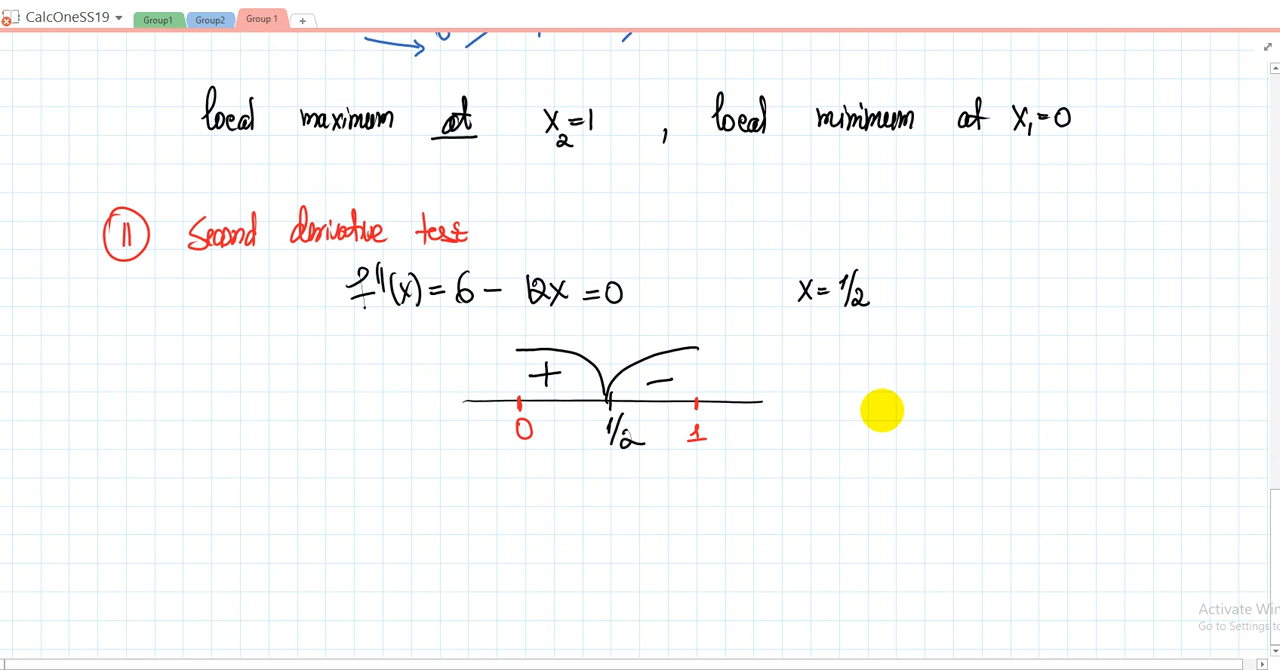 CalcOneSS19 Group1 Group2 Group 1 +
local maximum at x₂=1 , local minimum at x₁=0
II Second derivative test
f''(x) = 6 - 12x = 0 x = 1/2
+ -
0 1/2 1
Activate Win
Go to Settings to